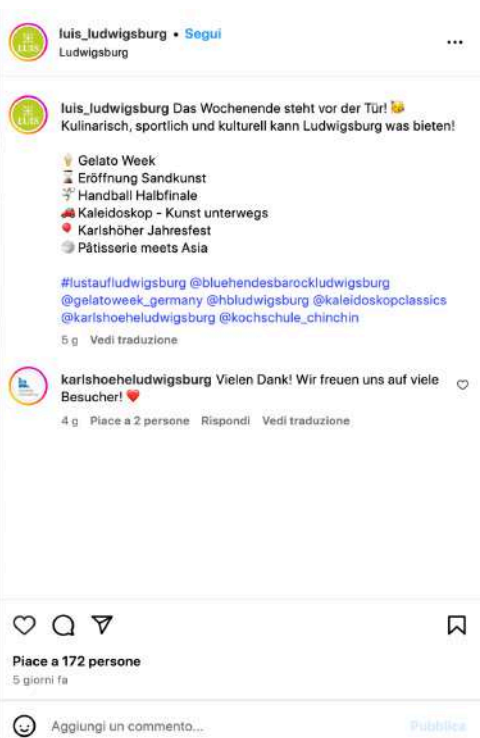 luis_ludwigsburg • Segui
Ludwigsburg
luis_ludwigsburg Das Wochenende steht vor der Tür! 🥳
Kulinarisch, sportlich und kulturell kann Ludwigsburg was bieten!
🍦 Gelato Week
⏳ Eröffnung Sandkunst
🤾 Handball Halbfinale
🚗 Kaleidoskop - Kunst unterwegs
🎈 Karlshöher Jahresfest
🍘 Pâtisserie meets Asia
#lustaufludwigsburg @bluehendesbarockludwigsburg
@gelatoweek_germany @hbludwigsburg @kaleidoskopclassics
@karlshoeheludwigsburg @kochschule_chinchin
5 g Vedi traduzione
karlshoeheludwigsburg Vielen Dank! Wir freuen uns auf viele
Besucher! ❤️
4 g Piace a 2 persone Rispondi Vedi traduzione
Piace a 172 persone
5 giorni fa
Aggiungi un commento...
Pubblica